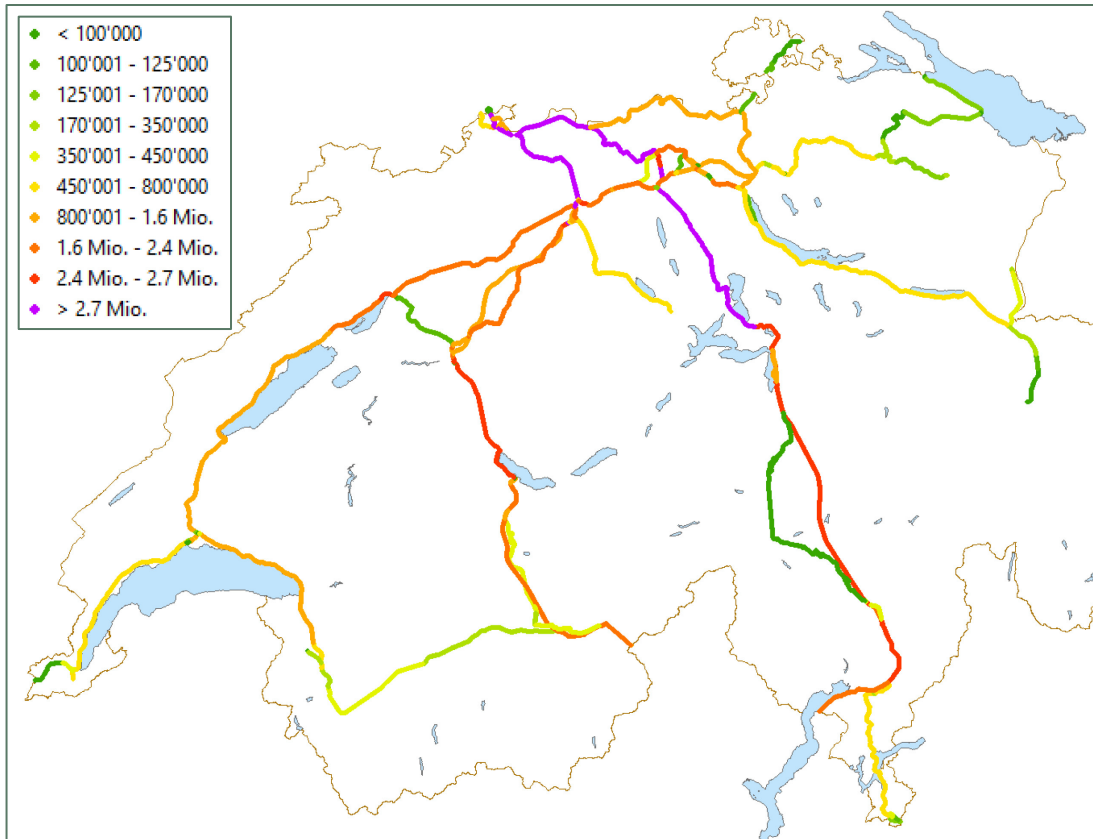 < 100'000
100'001 - 125'000
125'001 - 170'000
170'001 - 350'000
350'001 - 450'000
450'001 - 800'000
800'001 - 1.6 Mio.
1.6 Mio. - 2.4 Mio.
2.4 Mio. - 2.7 Mio.
> 2.7 Mio.